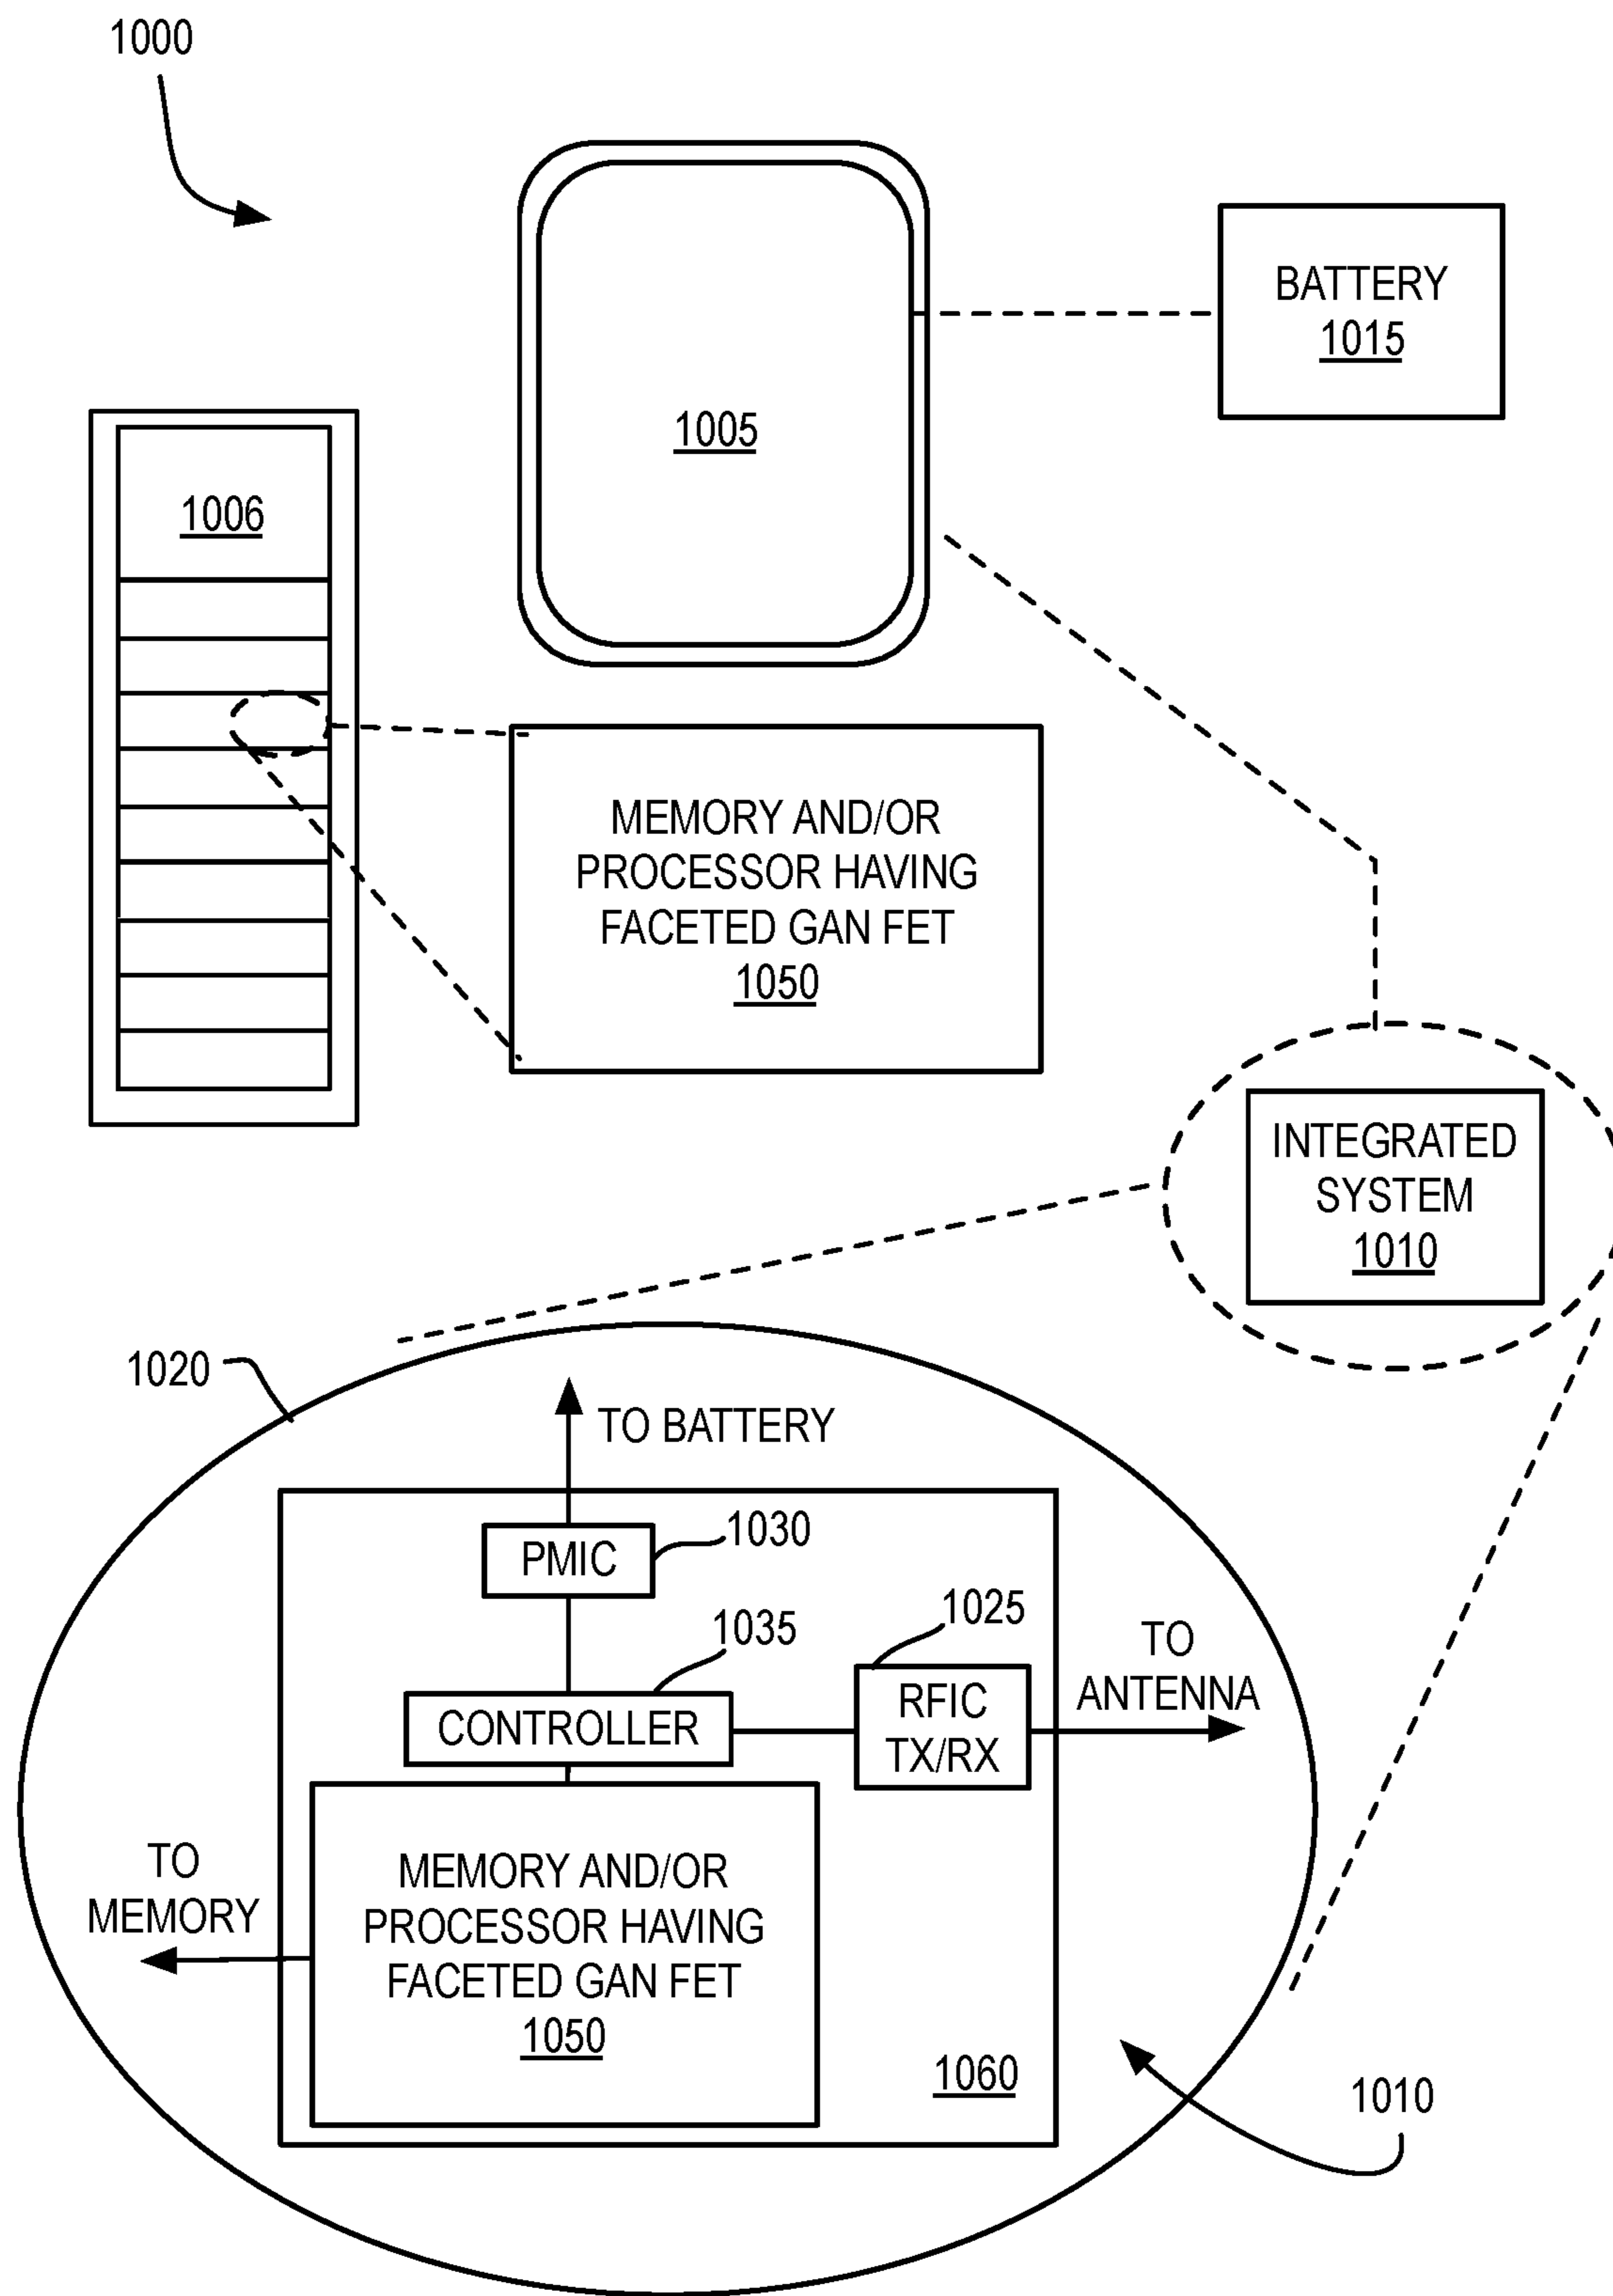 1000
BATTERY
1015
1005
1006
MEMORY AND/OR
PROCESSOR HAVING
FACETED GAN FET
1050
INTEGRATED
SYSTEM
1010
1020
TO BATTERY
PMIC
1030
1035
1025
CONTROLLER
RFIC
TX/RX
TO
ANTENNA
TO
MEMORY
MEMORY AND/OR
PROCESSOR HAVING
FACETED GAN FET
1050
1060
1010